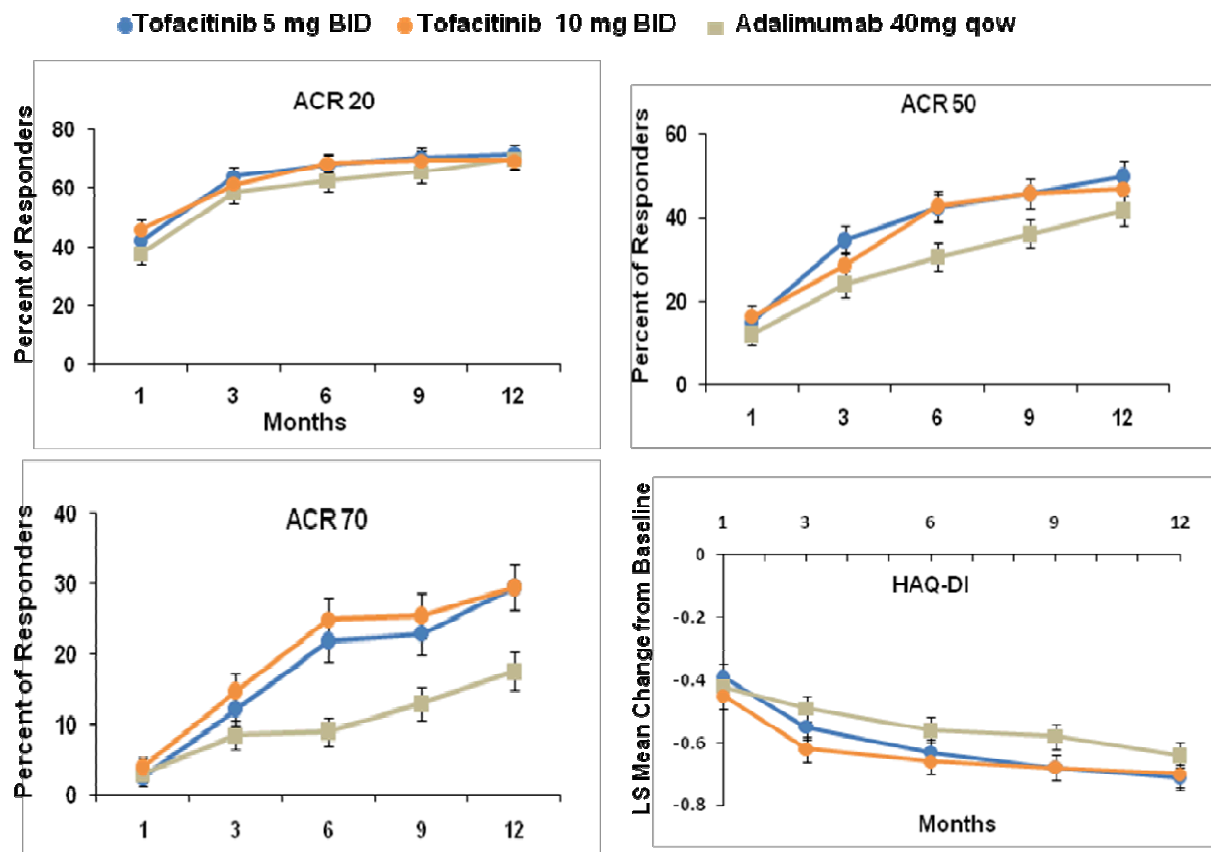 Tofacitinib 5 mg BID Tofacitinib 10 mg BID Adalimumab 40mg qow
ACR 20
Percent of Responders
80
60
40
20
0
1 3 6 9 12
Months
ACR 50
Percent of Responders
60
40
20
0
1 3 6 9 12
ACR 70
Percent of Responders
40
30
20
10
0
1 3 6 9 12
LS Mean Change from Baseline
1 3 6 9 12
0
HAQ-DI
-0.2
-0.4
-0.6
-0.8
Months